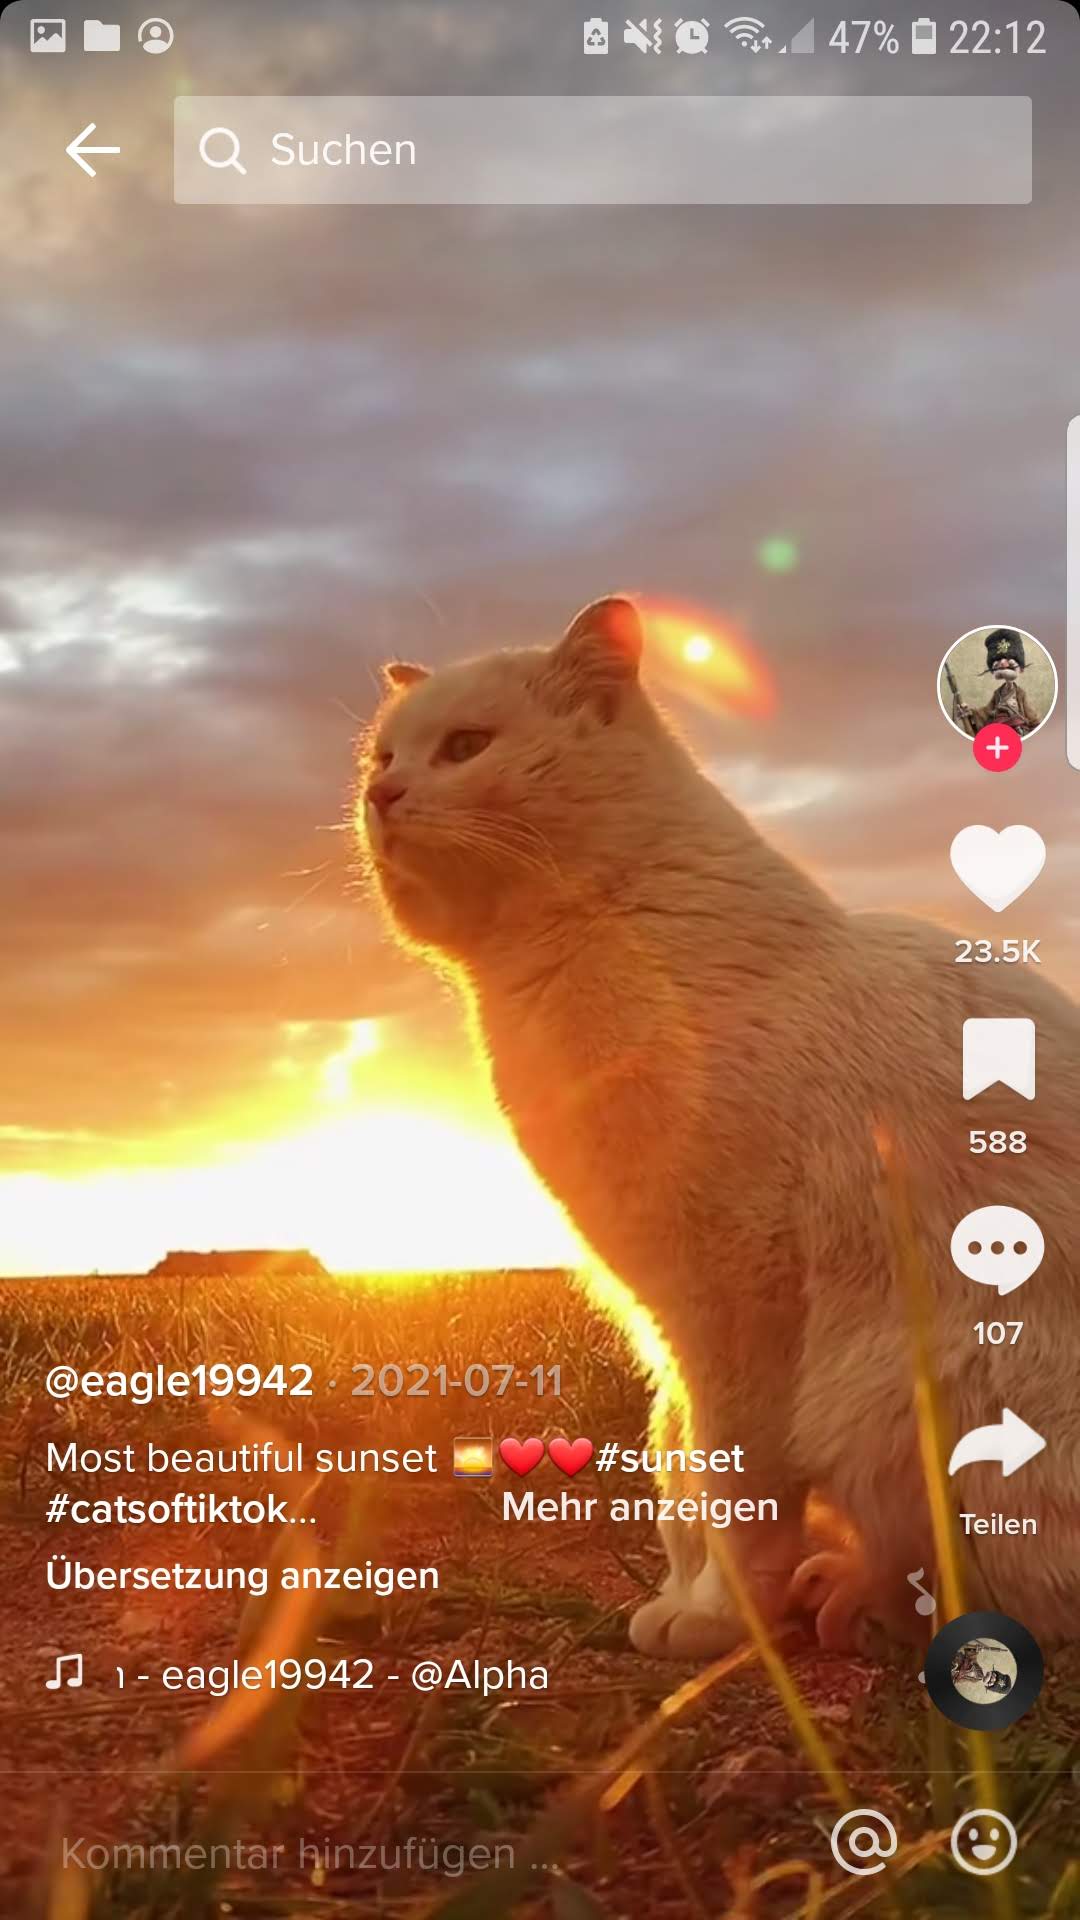 47% 22:12
Suchen
23.5K
588
107
@eagle19942 · 2021-07-11
Most beautiful sunset 🌅❤️❤️#sunset
#catsoftiktok... Mehr anzeigen
Teilen
Übersetzung anzeigen
- eagle19942 - @Alpha
Kommentar hinzufügen ...